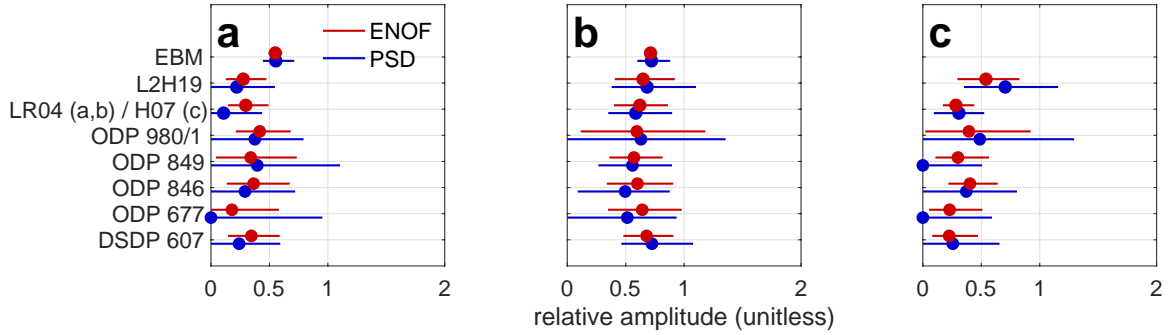 a
ENOF
PSD
b
c
EBM
L2H19
LR04 (a,b) / H07 (c)
ODP 980/1
ODP 849
ODP 846
ODP 677
DSDP 607
0 0.5 1 2
0 0.5 1 2
0 0.5 1 2
relative amplitude (unitless)